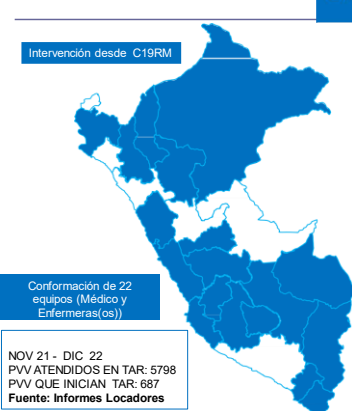 Intervención desde C19RM
Conformación de 22
equipos (Médico y
Enfermeras(os))
NOV 21 - DIC 22
PVV ATENDIDOS EN TAR: 5798
PVV QUE INICIAN TAR: 687
Fuente: Informes Locadores